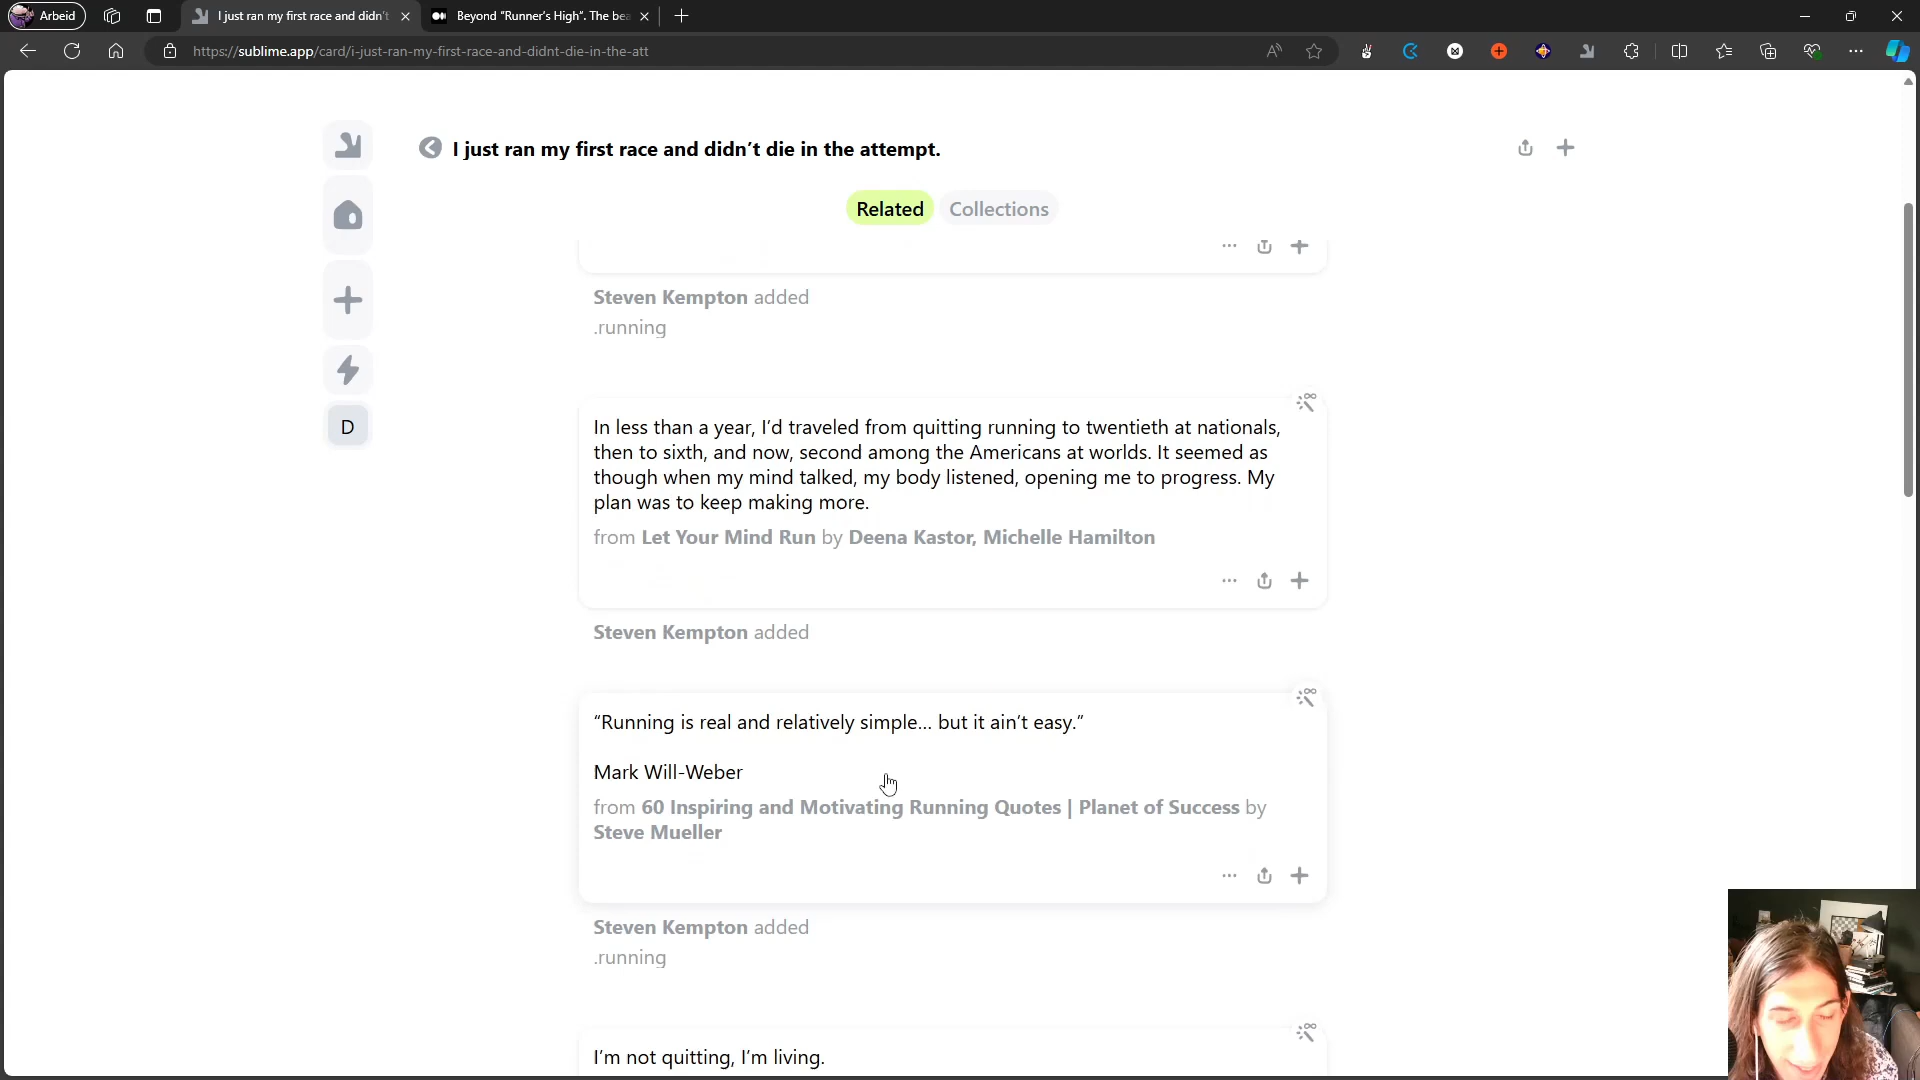 Arbeid
I just ran my first race and didn't
Beyond "Runner's High". The bea
https://sublime.app/card/i-just-ran-my-first-race-and-didnt-die-in-the-att
I just ran my first race and didn’t die in the attempt.
Related
Collections
Steven Kempton added
.running
In less than a year, I’d traveled from quitting running to twentieth at nationals,
then to sixth, and now, second among the Americans at worlds. It seemed as
though when my mind talked, my body listened, opening me to progress. My
plan was to keep making more.
from Let Your Mind Run by Deena Kastor, Michelle Hamilton
D
Steven Kempton added
“Running is real and relatively simple… but it ain’t easy.”
Mark Will-Weber
from 60 Inspiring and Motivating Running Quotes | Planet of Success by
Steve Mueller
Steven Kempton added
.running
I’m not quitting, I’m living.